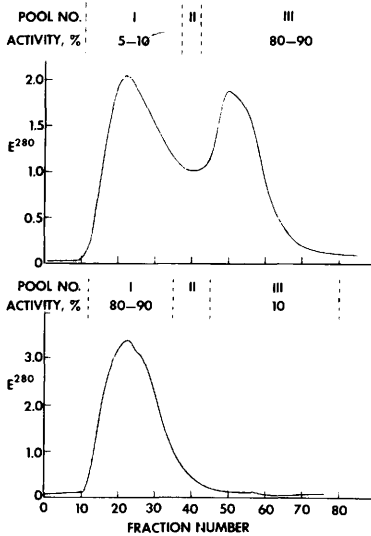 POOL NO. I II III
ACTIVITY, % 5-10 80-90
2.0
1.5
E280
1.0
0.5
0
POOL NO. I II III
ACTIVITY, % 80-90 10
3.0
E280
2.0
1.0
0
0 10 20 30 40 50 60 70 80
FRACTION NUMBER